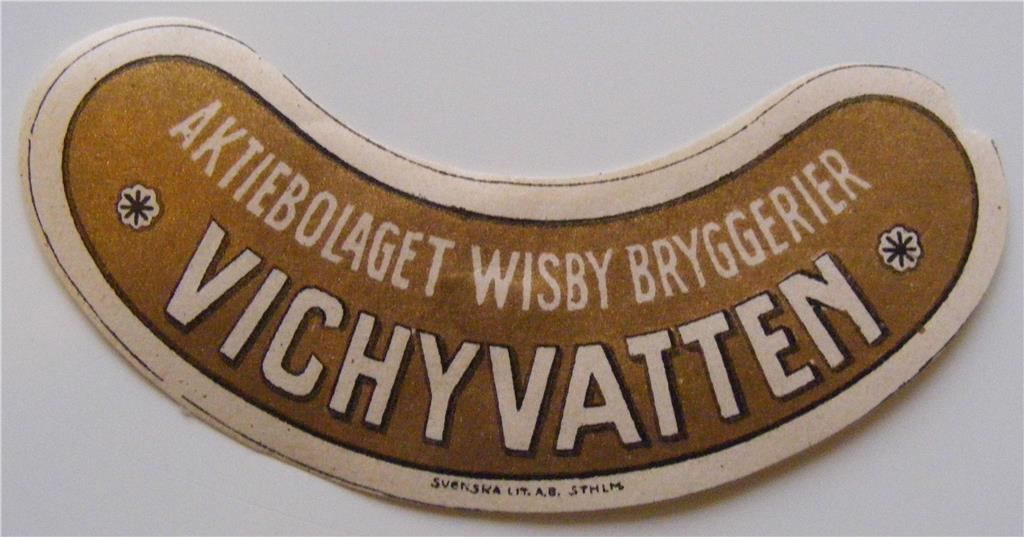 AKTIEBOLAGET WISBY BRYGGERIER
VICHYVATTEN
SVENSKA LIT. A.B. STHLM